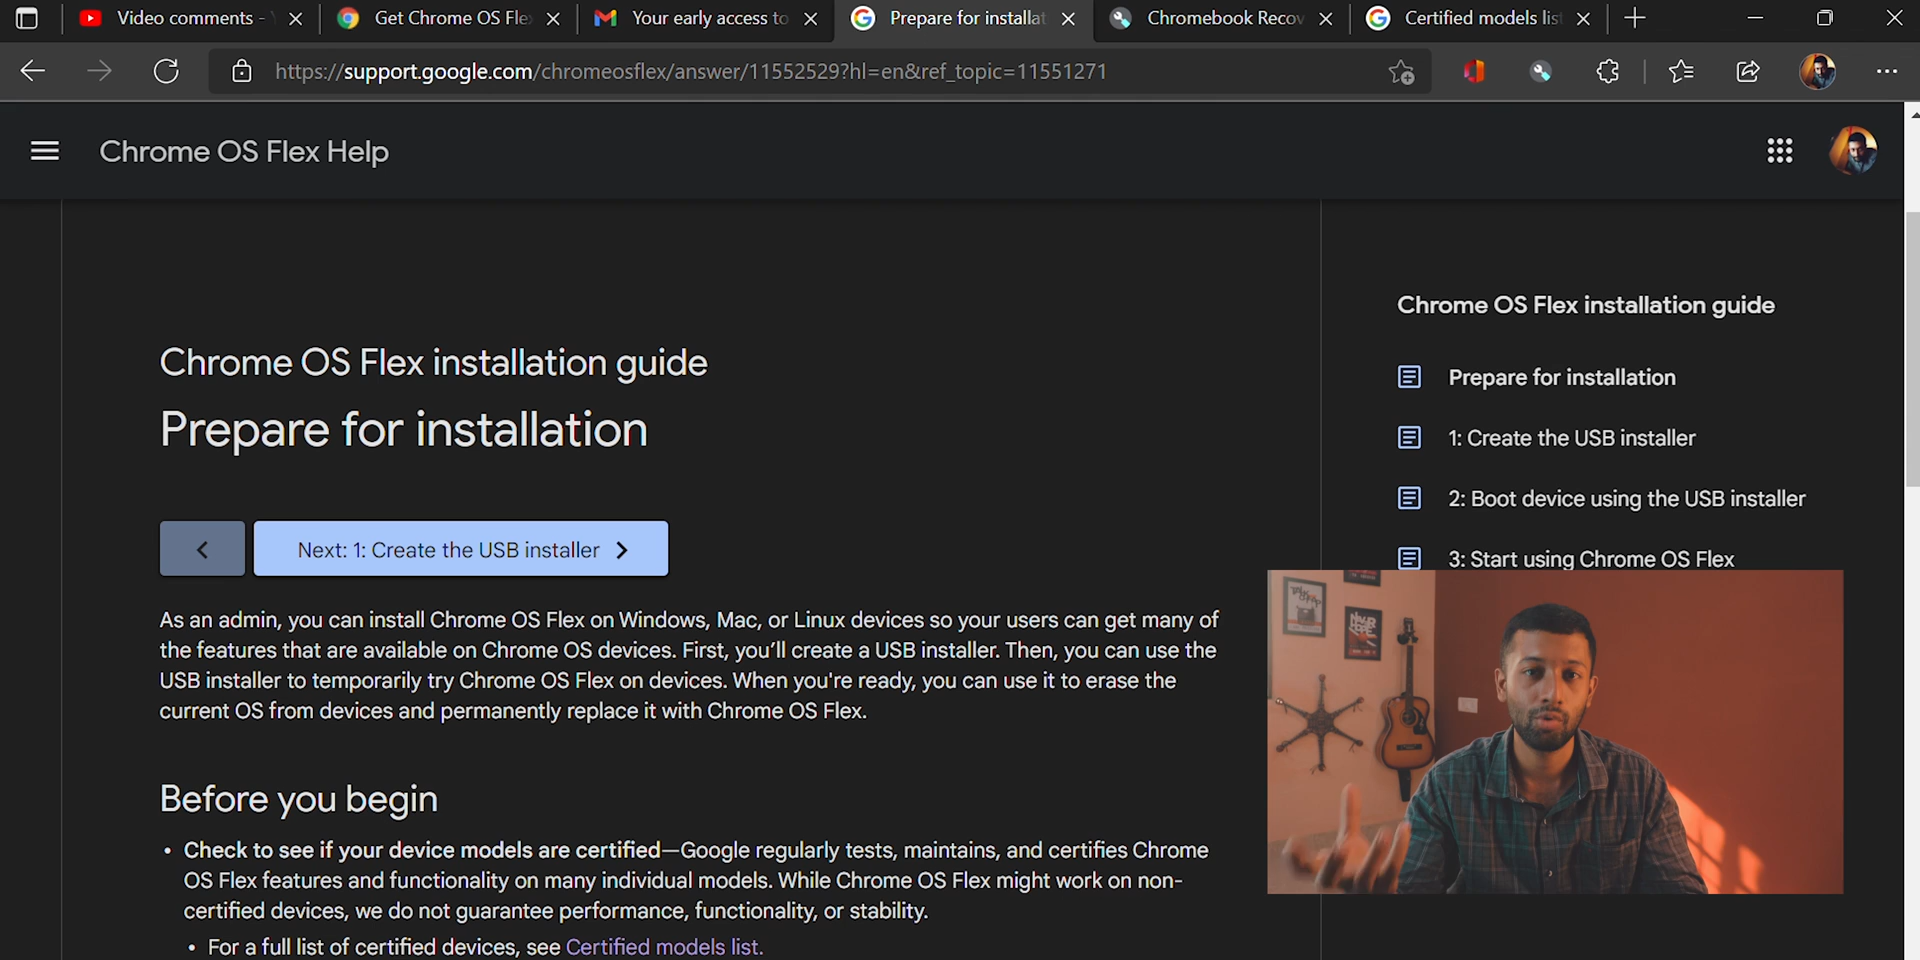 Video comments -
Get Chrome OS Fle
Your early access to
Prepare for installat
Chromebook Recov
Certified models list
https://support.google.com/chromeosflex/answer/11552529?hl=en&ref_topic=11551271
Chrome OS Flex Help
Chrome OS Flex installation guide
Prepare for installation
Next: 1: Create the USB installer
As an admin, you can install Chrome OS Flex on Windows, Mac, or Linux devices so your users can get many of
the features that are available on Chrome OS devices. First, you’ll create a USB installer. Then, you can use the
USB installer to temporarily try Chrome OS Flex on devices. When you're ready, you can use it to erase the
current OS from devices and permanently replace it with Chrome OS Flex.
Before you begin
• Check to see if your device models are certified—Google regularly tests, maintains, and certifies Chrome
OS Flex features and functionality on many individual models. While Chrome OS Flex might work on non-
certified devices, we do not guarantee performance, functionality, or stability.
• For a full list of certified devices, see Certified models list.
Chrome OS Flex installation guide
Prepare for installation
1: Create the USB installer
2: Boot device using the USB installer
3: Start using Chrome OS Flex